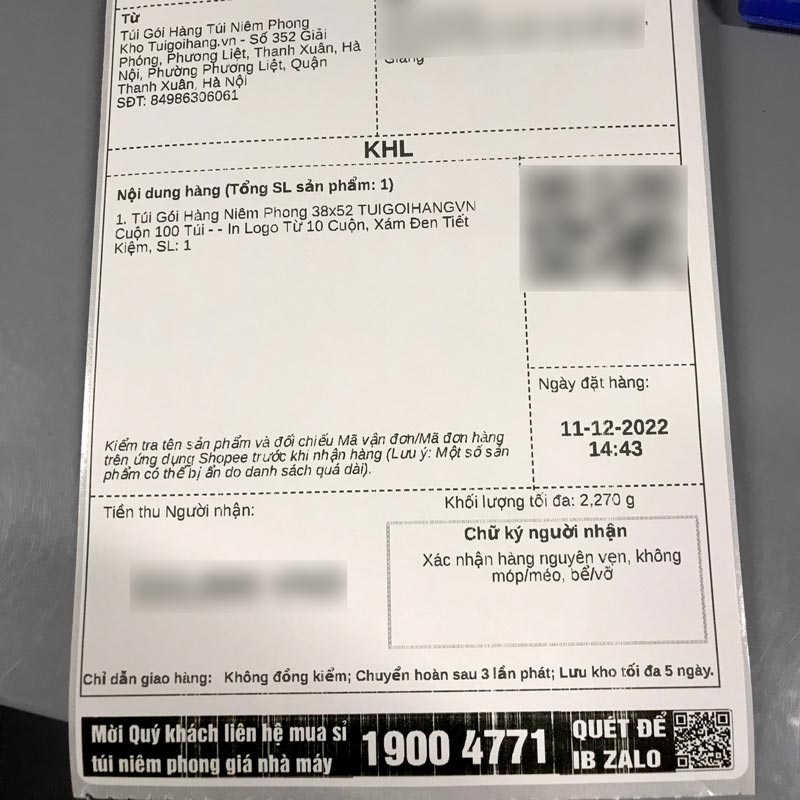 Từ
Túi Gói Hàng Túi Niêm Phong
Kho Tuigoihang.vn - Số 352 Giải
Phóng, Phương Liệt, Thanh Xuân, Hà
Nội, Phường Phương Liệt, Quận
Thanh Xuân, Hà Nội
SĐT: 84986306061
Giang
KHL
Nội dung hàng (Tổng SL sản phẩm: 1)
1. Túi Gói Hàng Niêm Phong 38x52 TUIGOIHANGVN
Cuộn 100 Túi - - In Logo Từ 10 Cuộn, Xám Đen Tiết
Kiệm, SL: 1
Ngày đặt hàng:
11-12-2022
14:43
Kiểm tra tên sản phẩm và đối chiếu Mã vận đơn/Mã đơn hàng
trên ứng dụng Shopee trước khi nhận hàng (Lưu ý: Một số sản
phẩm có thể bị ẩn do danh sách quá dài).
Tiền thu Người nhận:
Khối lượng tối đa: 2,270 g
Chữ ký người nhận
Xác nhận hàng nguyên vẹn, không
móp/méo, bể/vỡ
Chỉ dẫn giao hàng: Không đồng kiểm; Chuyển hoàn sau 3 lần phát; Lưu kho tối đa 5 ngày.
Mời Quý khách liên hệ mua sỉ
túi niêm phong giá nhà máy
1900 4771
QUÉT ĐỂ
IB ZALO